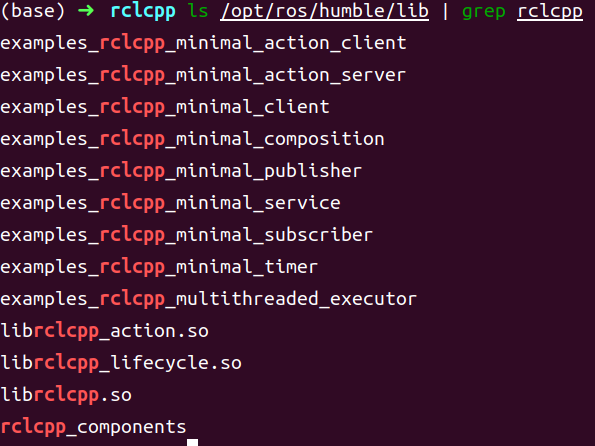 (base) ➜ rclcpp ls /opt/ros/humble/lib | grep rclcpp
examples_rclcpp_minimal_action_client
examples_rclcpp_minimal_action_server
examples_rclcpp_minimal_client
examples_rclcpp_minimal_composition
examples_rclcpp_minimal_publisher
examples_rclcpp_minimal_service
examples_rclcpp_minimal_subscriber
examples_rclcpp_minimal_timer
examples_rclcpp_multithreaded_executor
librclcpp_action.so
librclcpp_lifecycle.so
librclcpp.so
rclcpp_components